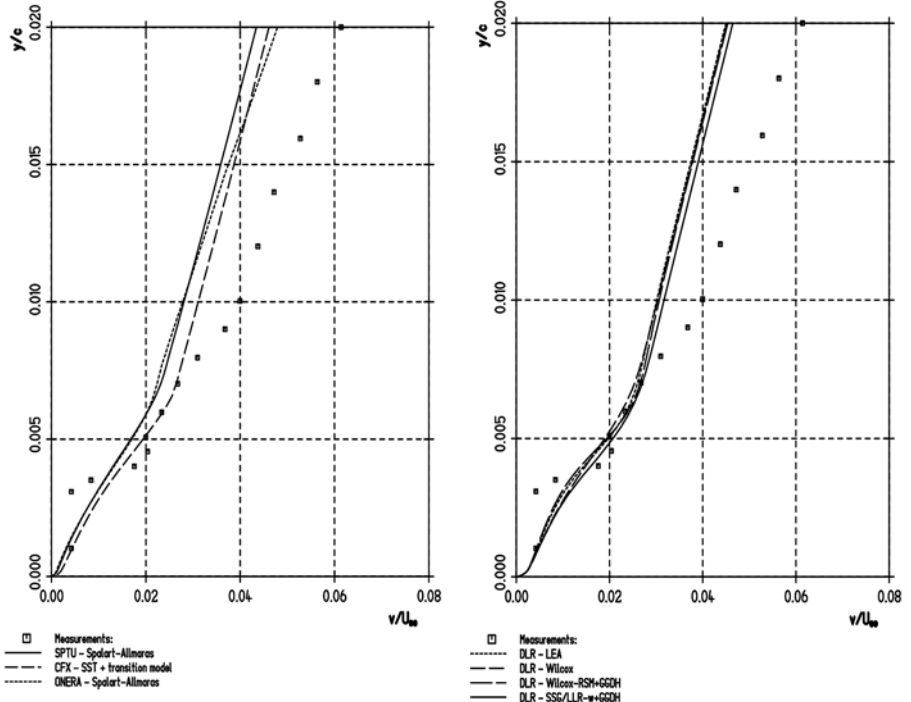 y/c
0.020
0.015
0.010
0.005
0.000
0.00 0.02 0.04 0.06 0.08
v/U∞
Measurements:
SPTU - Spalart-Allmaras
CFX - SST + transition model
ONERA - Spalart-Allmaras
y/c
0.020
0.015
0.010
0.005
0.000
0.00 0.02 0.04 0.06 0.08
v/U∞
Measurements:
DLR - LEA
DLR - Wilcox
DLR - Wilcox-RSM+GGDH
DLR - SSG/LLR-w+GGDH